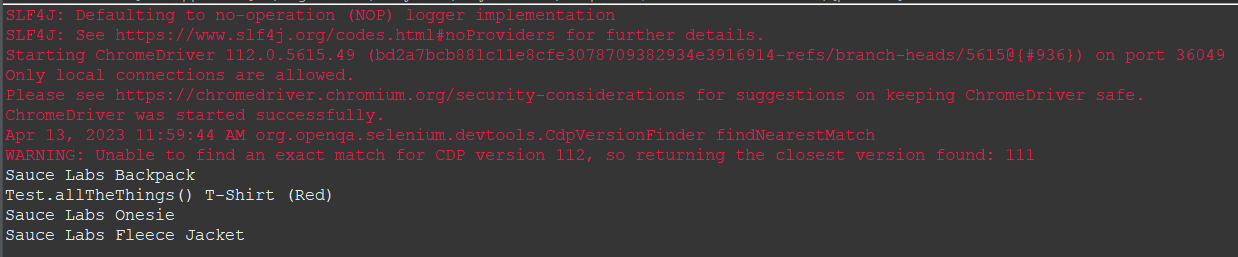 SLF4J: Defaulting to no-operation (NOP) logger implementation
SLF4J: See https://www.slf4j.org/codes.html#noProviders for further details.
Starting ChromeDriver 112.0.5615.49 (bd2a7bcb881c11e8cfe3078709382934e3916914-refs/branch-heads/5615@{#936}) on port 36049
Only local connections are allowed.
Please see https://chromedriver.chromium.org/security-considerations for suggestions on keeping ChromeDriver safe.
ChromeDriver was started successfully.
Apr 13, 2023 11:59:44 AM org.openqa.selenium.devtools.CdpVersionFinder findNearestMatch
WARNING: Unable to find an exact match for CDP version 112, so returning the closest version found: 111
Sauce Labs Backpack
Test.allTheThings() T-Shirt (Red)
Sauce Labs Onesie
Sauce Labs Fleece Jacket